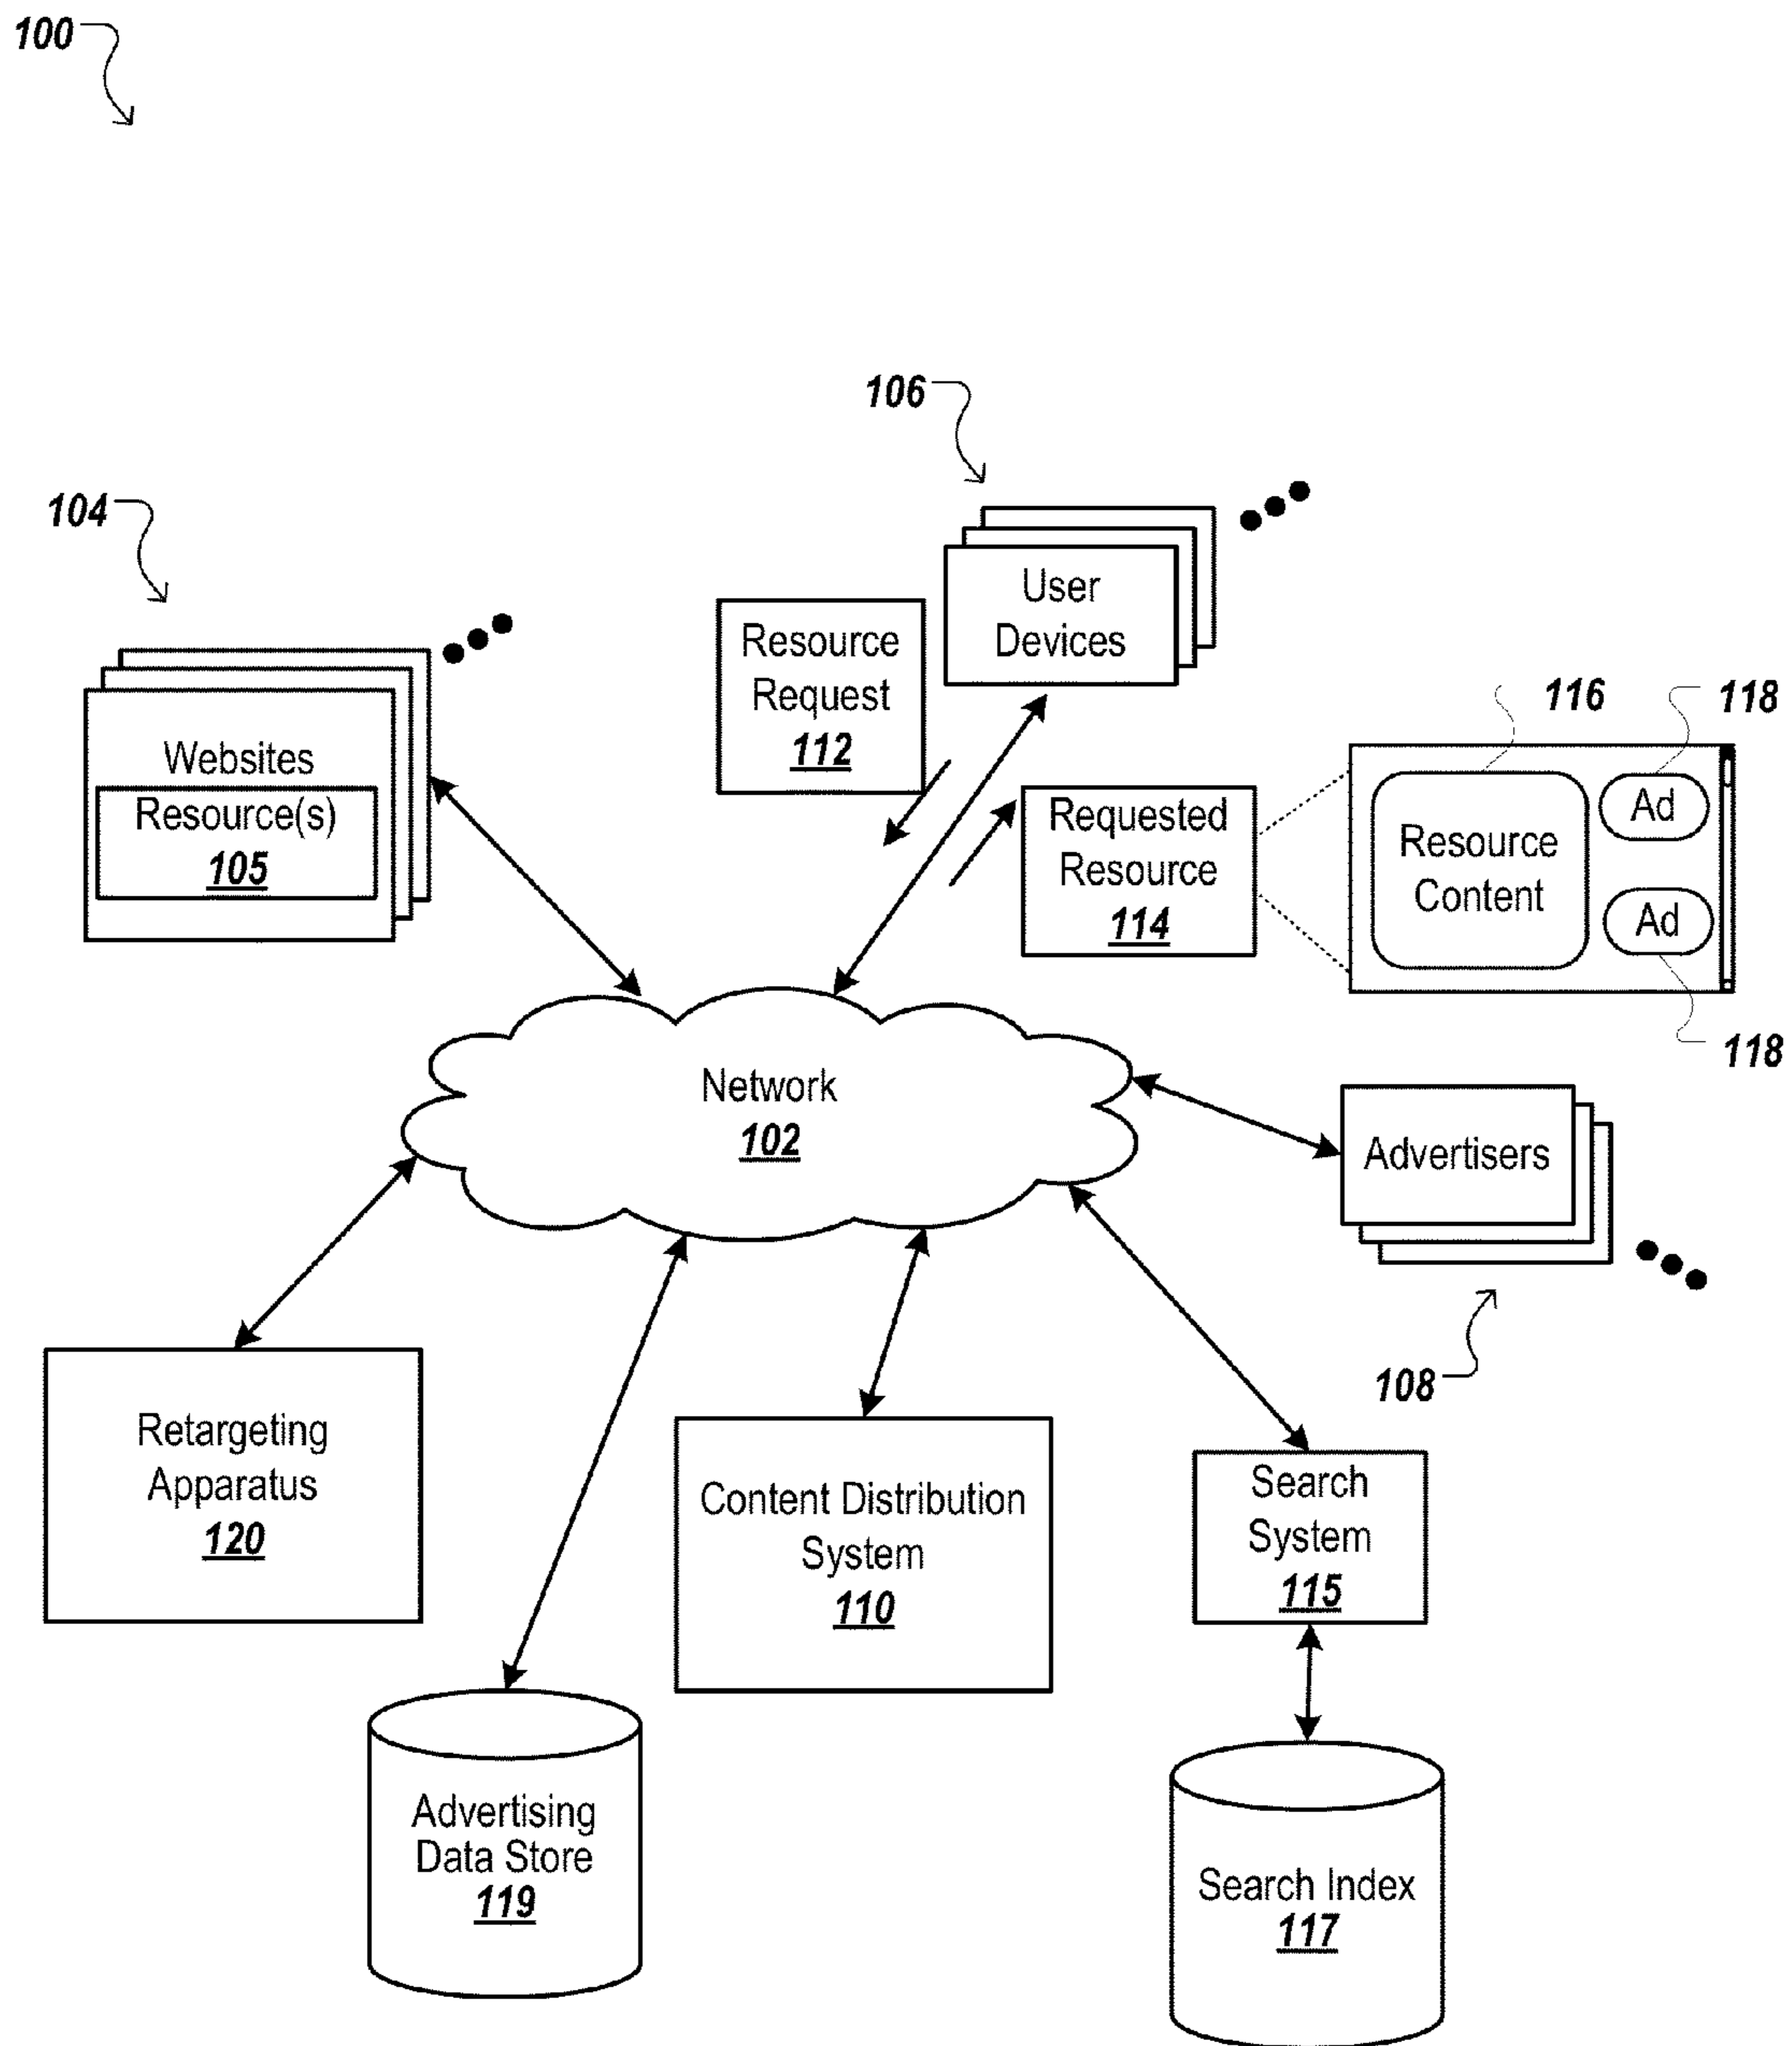 100
106
104
User
Devices
Resource
Request
112
116
118
Websites
Resource(s)
105
Requested
Resource
114
Resource
Content
Ad
Ad
118
Network
102
Advertisers
108
Retargeting
Apparatus
120
Content Distribution
System
110
Search
System
115
Advertising
Data Store
119
Search Index
117